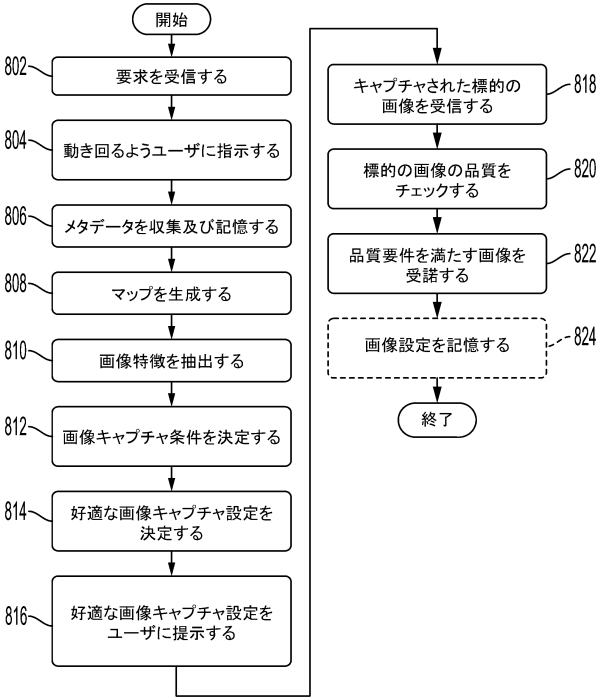 開始
802
要求を受信する
804
動き回るようユーザに指示する
806
メタデータを収集及び記憶する
808
マップを生成する
810
画像特徴を抽出する
812
画像キャプチャ条件を決定する
814
好適な画像キャプチャ設定を
決定する
816
好適な画像キャプチャ設定を
ユーザに提示する
キャプチャされた標的の
画像を受信する
818
標的の画像の品質を
チェックする
820
品質要件を満たす画像を
受諾する
822
画像設定を記憶する
824
終了